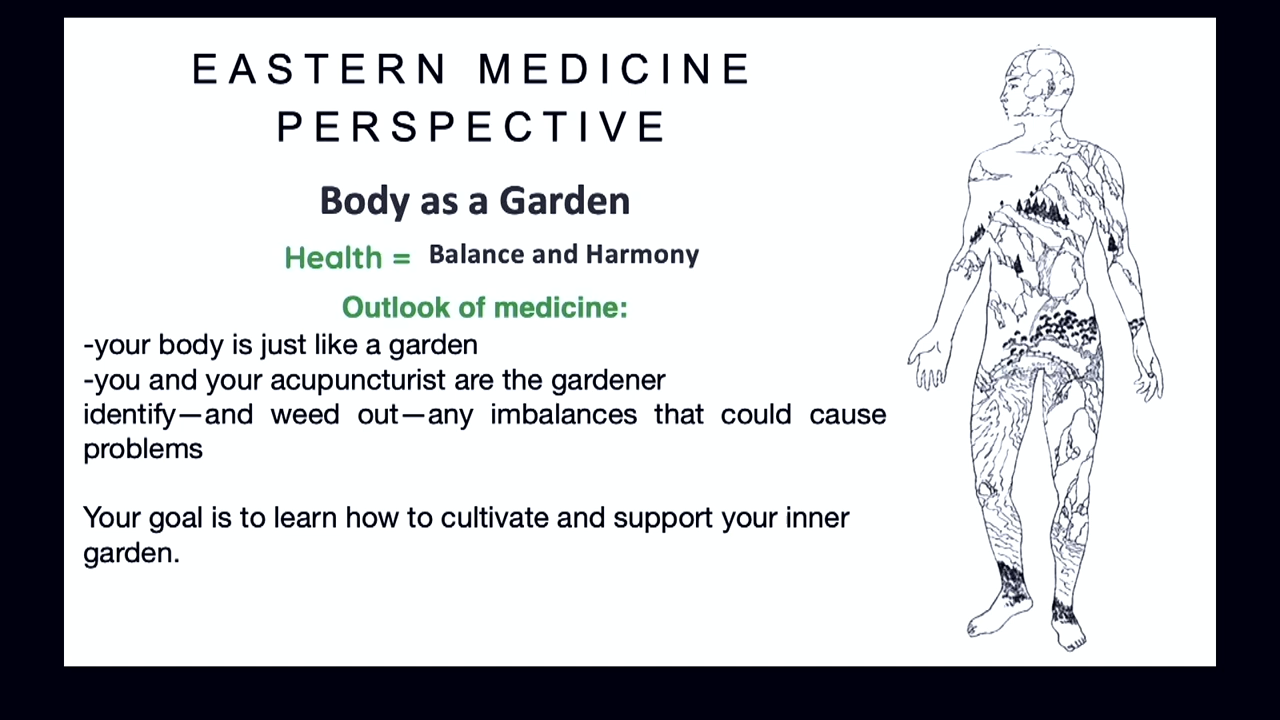 EASTERN MEDICINE
PERSPECTIVE
Body as a Garden
Health = Balance and Harmony
Outlook of medicine:
-your body is just like a garden
-you and your acupuncturist are the gardener
identify—and weed out—any imbalances that could cause
problems
Your goal is to learn how to cultivate and support your inner
garden.